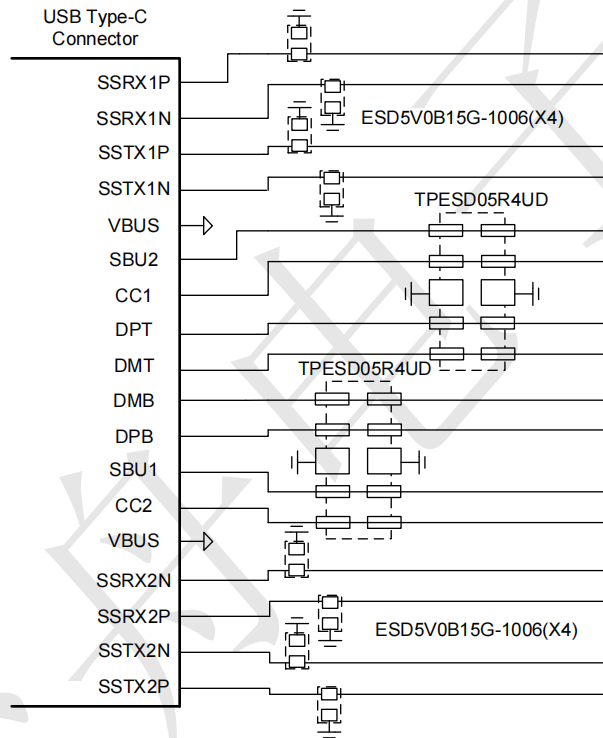 USB Type-C
Connector
SSRX1P
SSRX1N
ESD5V0B15G-1006(X4)
SSTX1P
SSTX1N
TPESD05R4UD
VBUS
SBU2
CC1
DPT
DMT
TPESD05R4UD
DMB
DPB
SBU1
CC2
VBUS
SSRX2N
SSRX2P
ESD5V0B15G-1006(X4)
SSTX2N
SSTX2P